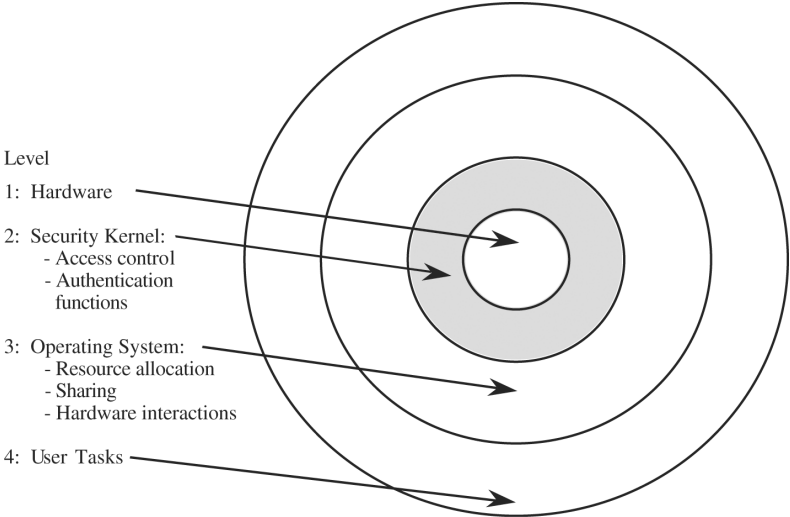 Level
1: Hardware
2: Security Kernel:
- Access control
- Authentication
functions
3: Operating System:
- Resource allocation
- Sharing
- Hardware interactions
4: User Tasks